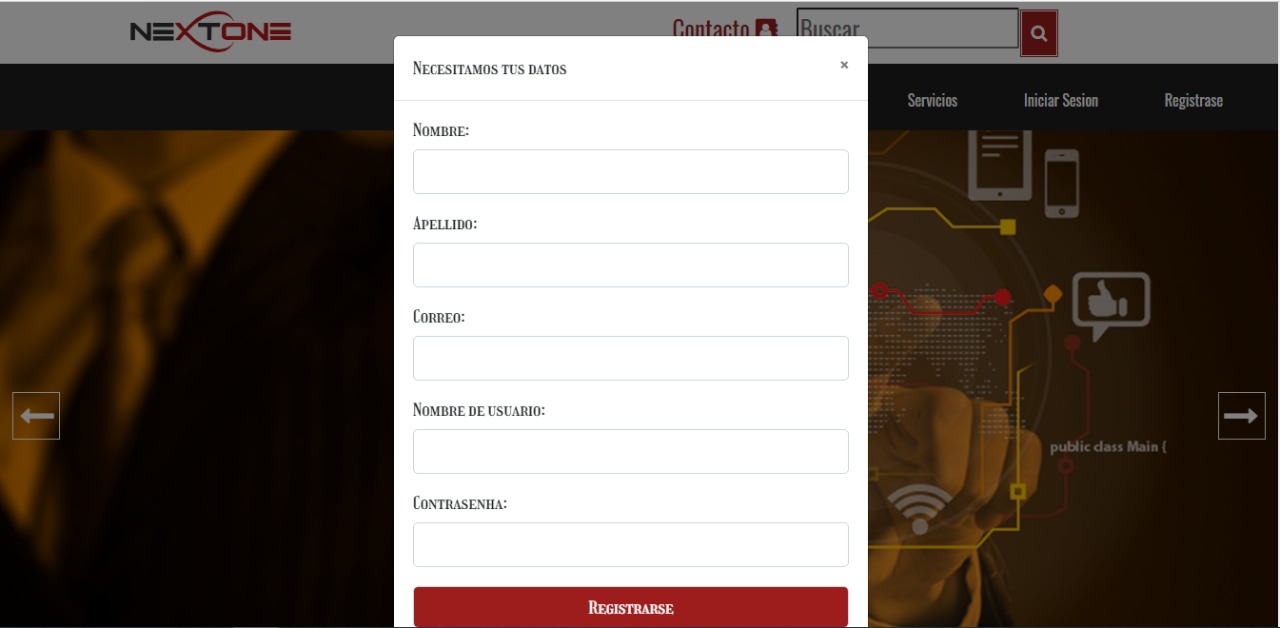 NEXTONE
Contacto
Buscar
Servicios
Iniciar Sesion
Registrase
Necesitamos tus datos
×
Nombre:
Apellido:
Correo:
Nombre de usuario:
Contrasenha:
Registrarse
public class Main {